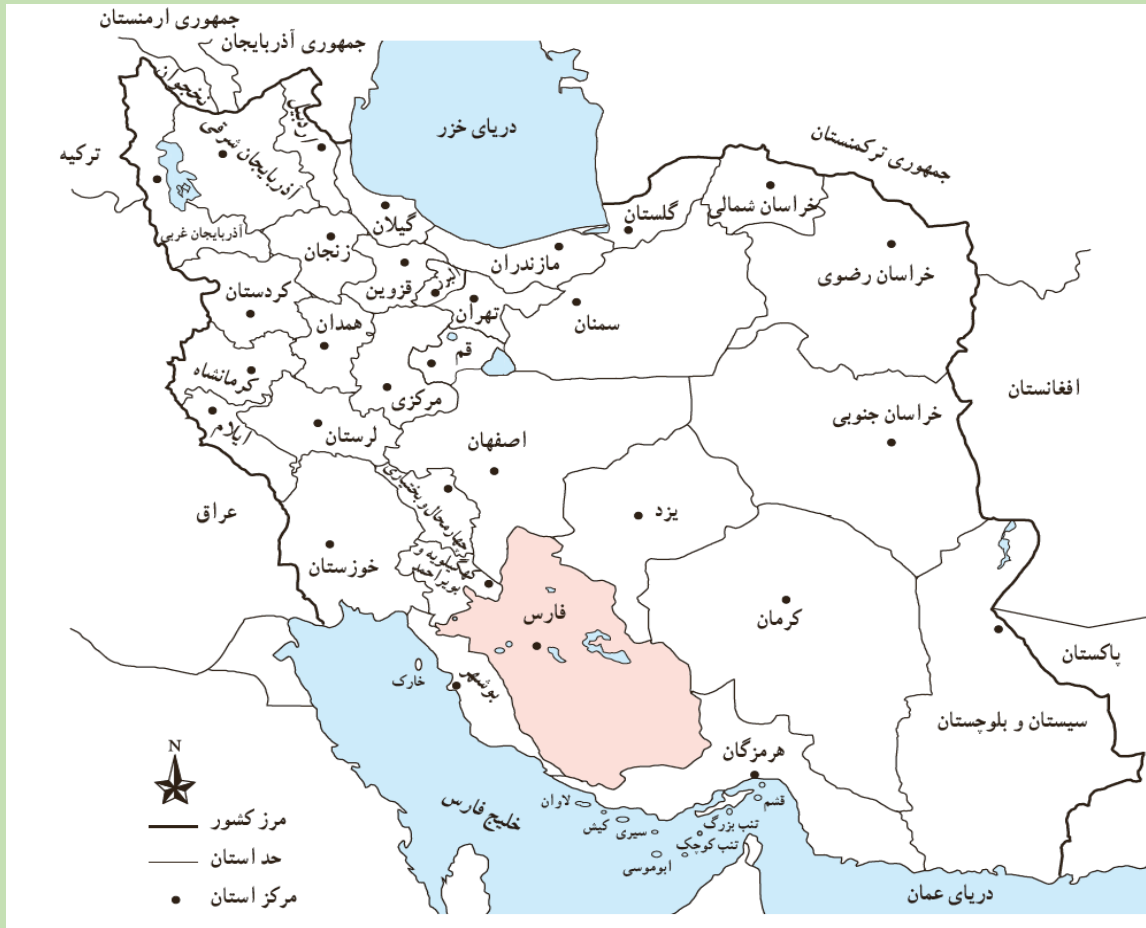 جمهوری ارمنستان
جمهوری آذربایجان
نخجوان
ترکیه
دریای خزر
جمهوری ترکمنستان
اردبیل
آذربایجان شرقی
آذربایجان غربی
گیلان
گلستان
خراسان شمالی
زنجان
مازندران
خراسان رضوی
کردستان
قزوین
البرز
تهران
سمنان
همدان
قم
کرمانشاه
مرکزی
افغانستان
ایلام
لرستان
اصفهان
خراسان جنوبی
عراق
چهارمحال و بختیاری
یزد
خوزستان
کهگیلویه و
بویراحمد
فارس
کرمان
پاکستان
خارک
بوشهر
سیستان و بلوچستان
هرمزگان
خلیج فارس
لاوان
کیش
سیری
قشم
تنب بزرگ
تنب کوچک
ابوموسی
دریای عمان
N
مرز کشور
حد استان
مرکز استان